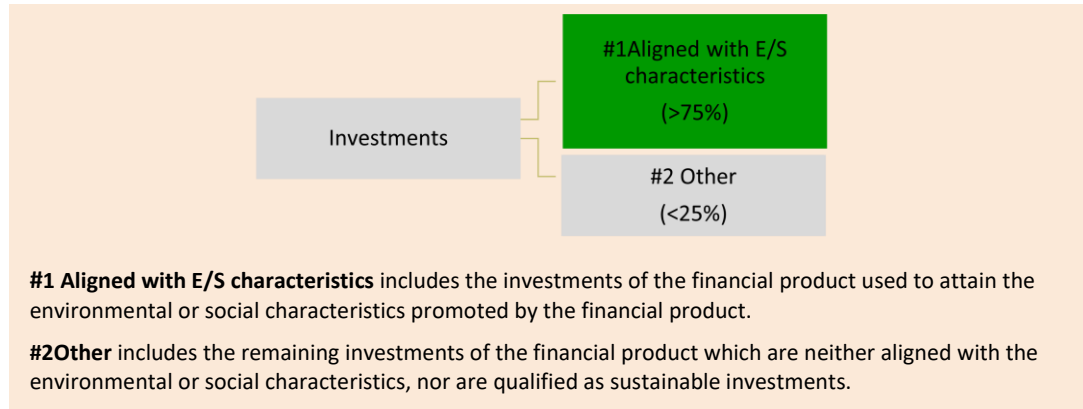 #1Aligned with E/S
characteristics
(>75%)
Investments
#2 Other
(<25%)
#1 Aligned with E/S characteristics includes the investments of the financial product used to attain the
environmental or social characteristics promoted by the financial product.
#2Other includes the remaining investments of the financial product which are neither aligned with the
environmental or social characteristics, nor are qualified as sustainable investments.